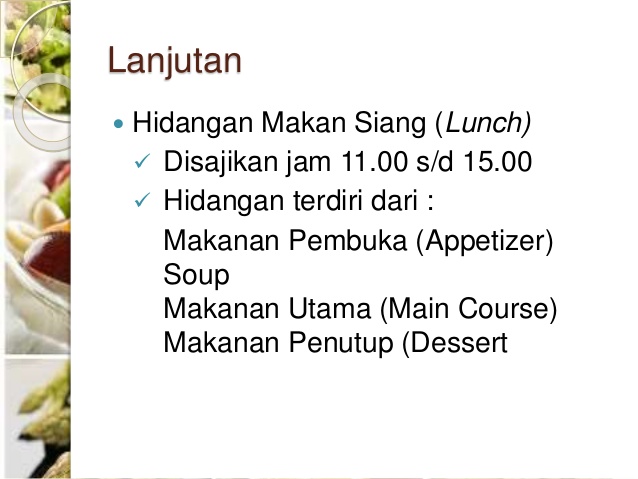 Lanjutan
• Hidangan Makan Siang (Lunch)
✓ Disajikan jam 11.00 s/d 15.00
✓ Hidangan terdiri dari :
Makanan Pembuka (Appetizer)
Soup
Makanan Utama (Main Course)
Makanan Penutup (Dessert